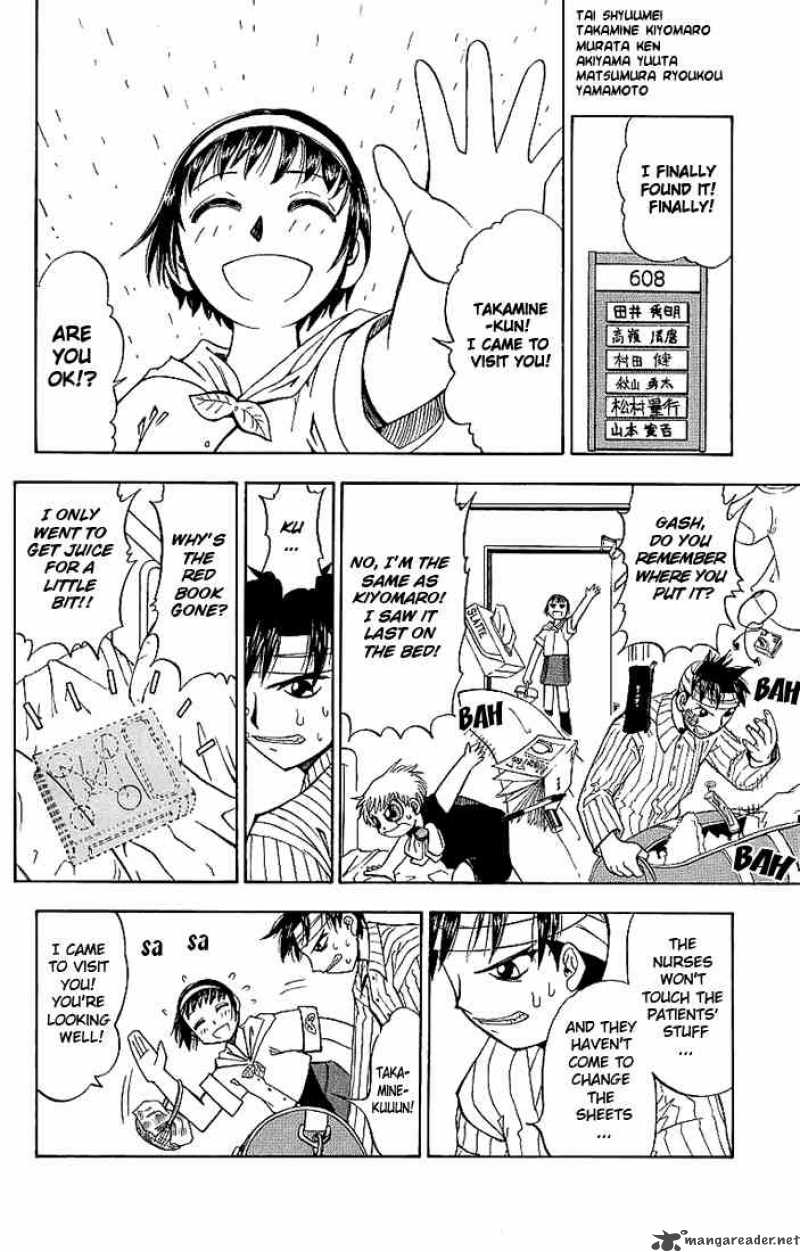 TAI SHYUUMEI
TAKAMINE KIYOMARO
MURATA KEN
AKIYAMA YUUTA
MATSUMURA RYOUKOU
YAMAMOTO
I FINALLY
FOUND IT!
FINALLY!
608
田井 秀明
高嶺 清麿
村田 健
秋山 勇太
松村 量行
山本 寛吉
TAKAMINE
-KUN!
I CAME TO
VISIT YOU!
ARE
YOU
OK!?
GASH,
DO YOU
REMEMBER
WHERE YOU
PUT IT?
NO, I'M THE
SAME AS
KIYOMARO!
I SAW IT
LAST ON
THE BED!
SLATTE
BAH
BAH
BAH
KU
...
WHY'S
THE
RED
BOOK
GONE?
I ONLY
WENT TO
GET JUICE
FOR A
LITTLE
BIT!!
THE
NURSES
WON'T
TOUCH THE
PATIENTS'
STUFF
...
AND THEY
HAVEN'T
COME TO
CHANGE
THE
SHEETS
...
sa sa
TAKA-
MINE-
KUUUN!
I CAME
TO VISIT
YOU!
YOU'RE
LOOKING
WELL!
mangareader.net